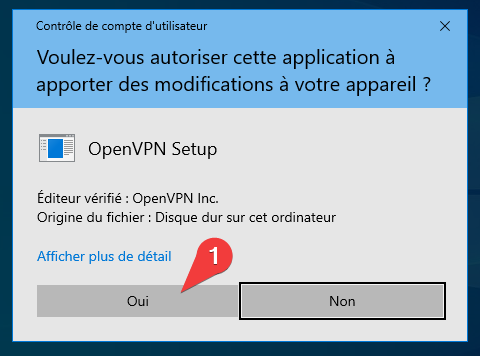 Contrôle de compte d'utilisateur
Voulez-vous autoriser cette application à
apporter des modifications à votre appareil ?
OpenVPN Setup
Éditeur vérifié : OpenVPN Inc.
Origine du fichier : Disque dur sur cet ordinateur
Afficher plus de détail
1
Oui
Non